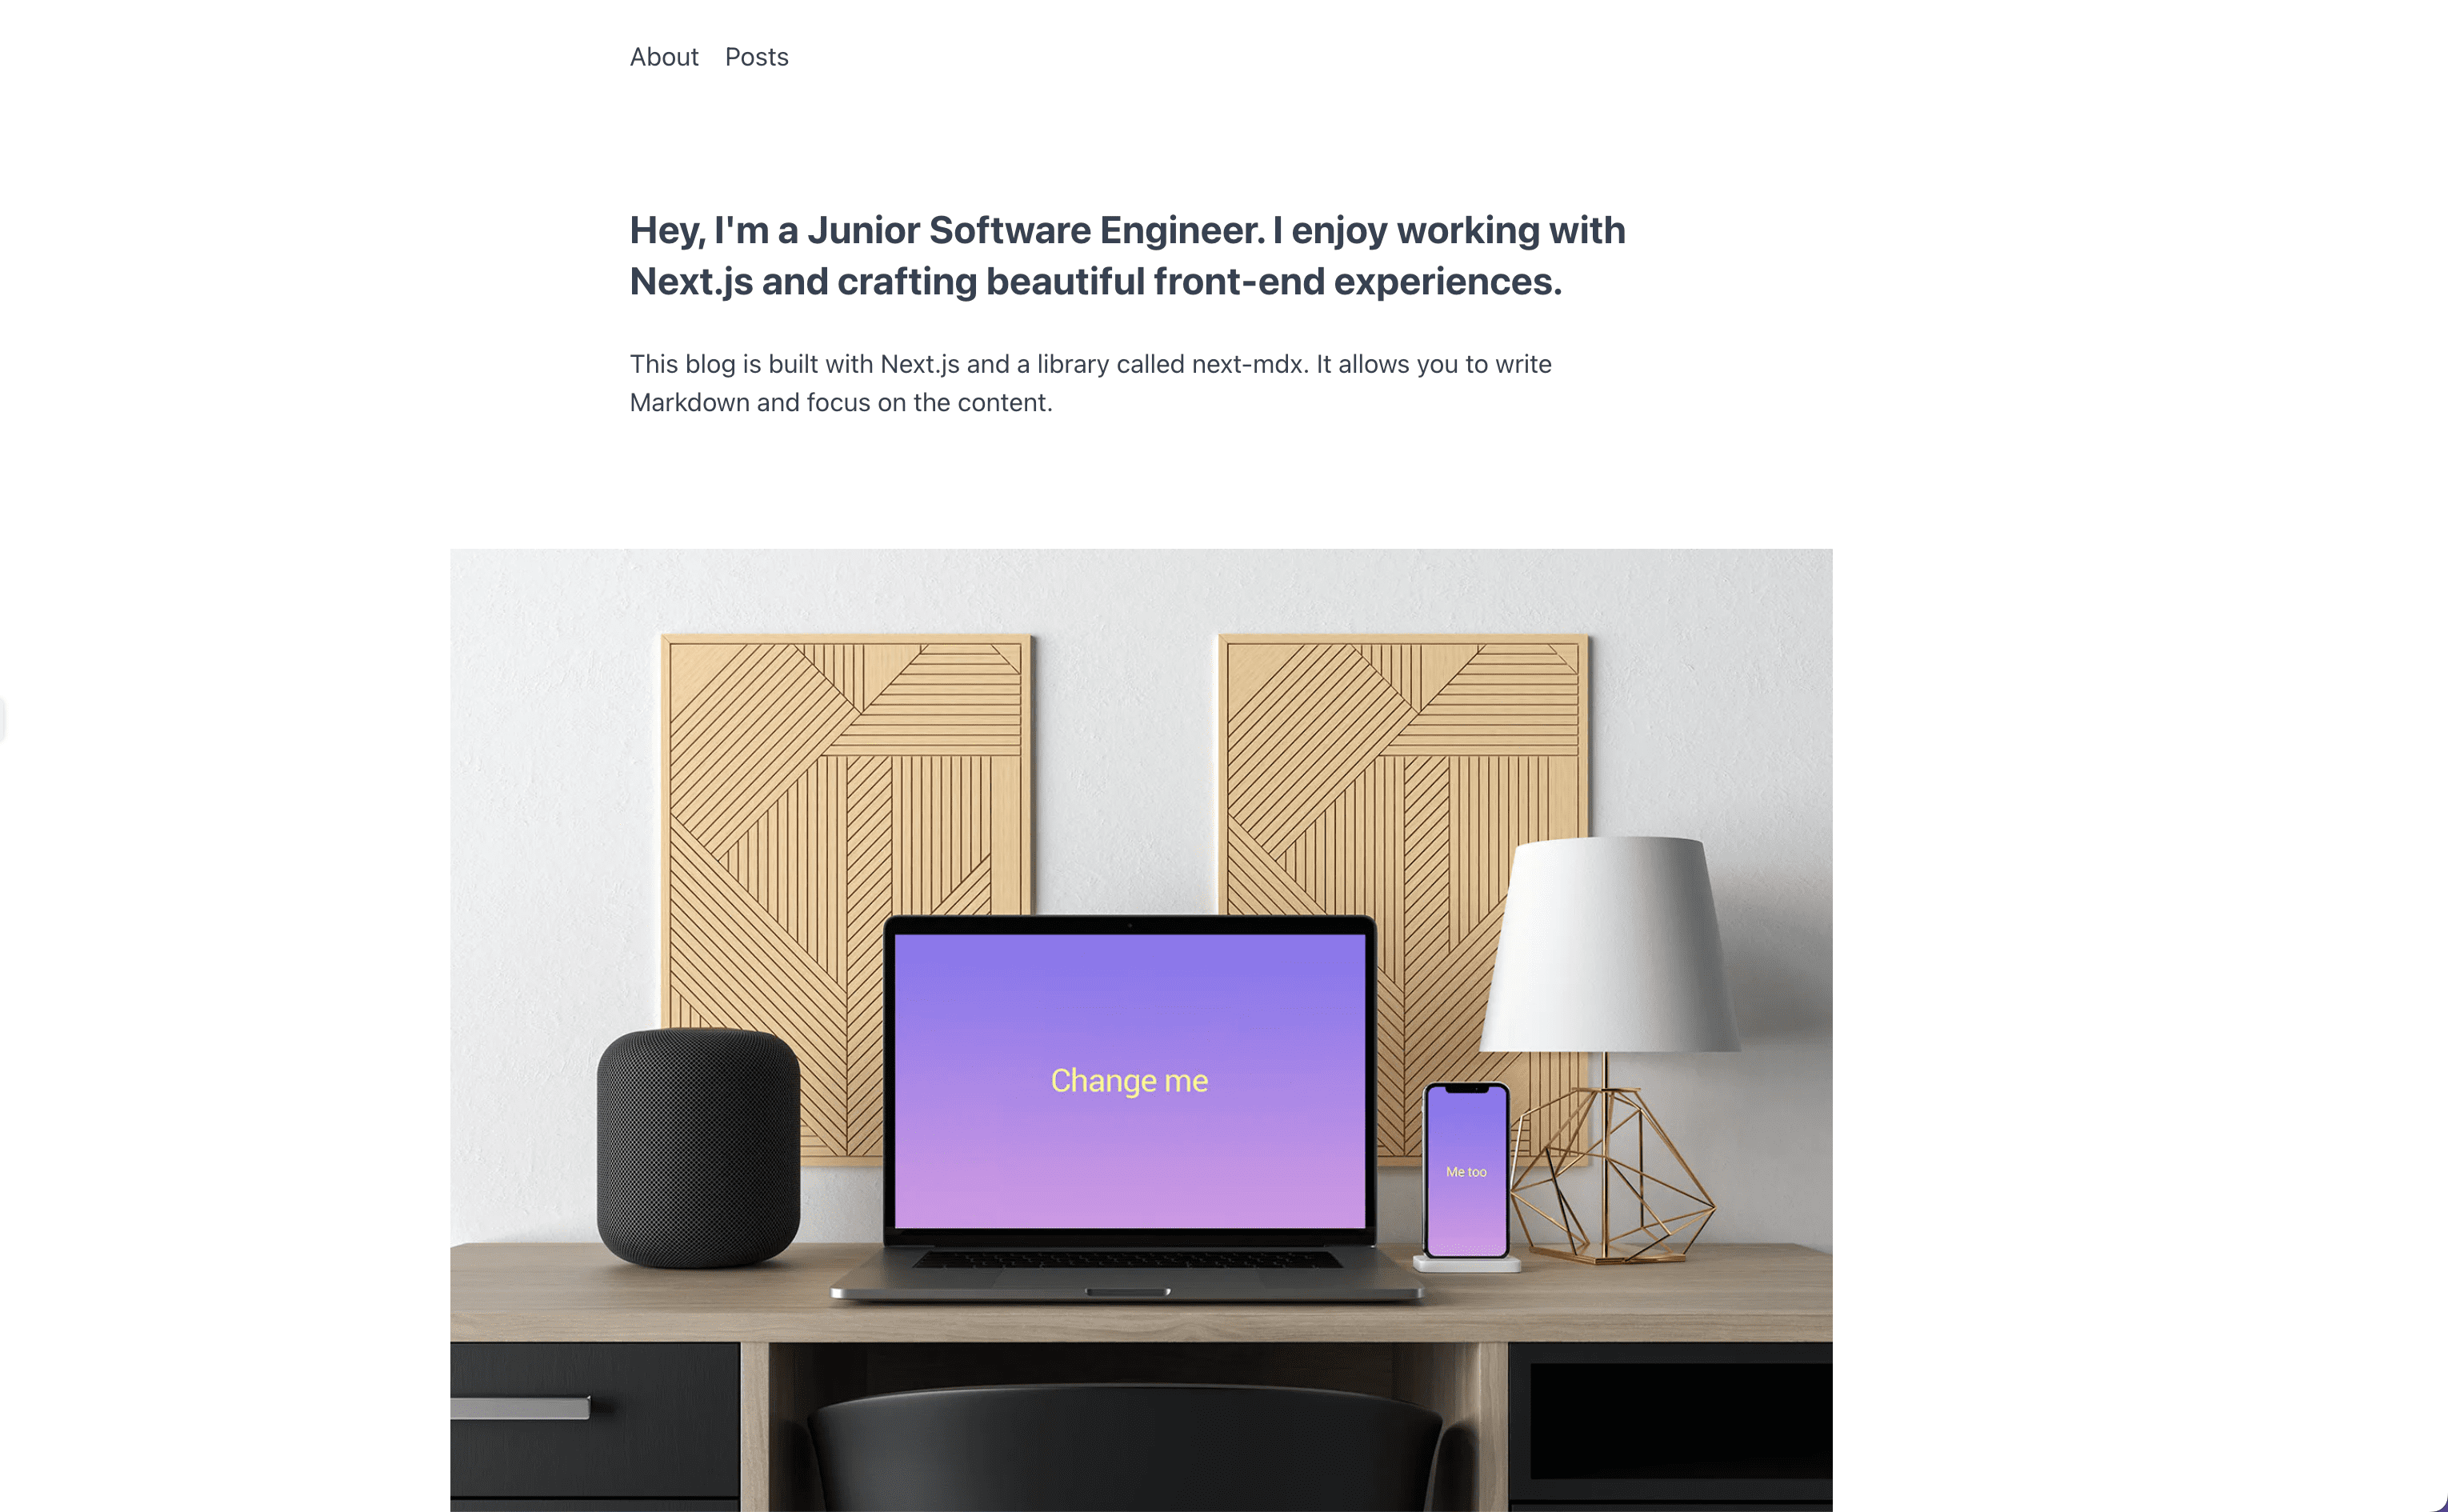 About Posts
Hey, I'm a Junior Software Engineer. I enjoy working with
Next.js and crafting beautiful front-end experiences.
This blog is built with Next.js and a library called next-mdx. It allows you to write
Markdown and focus on the content.
Change me
Me too